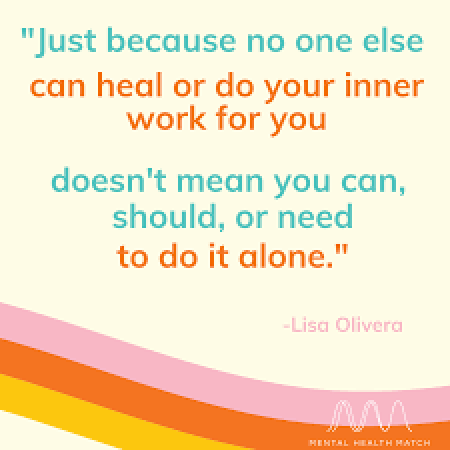 "Just because no one else
can heal or do your inner
work for you
doesn't mean you can,
should, or need
to do it alone."
-Lisa Olivera
MENTAL HEALTH MATCH